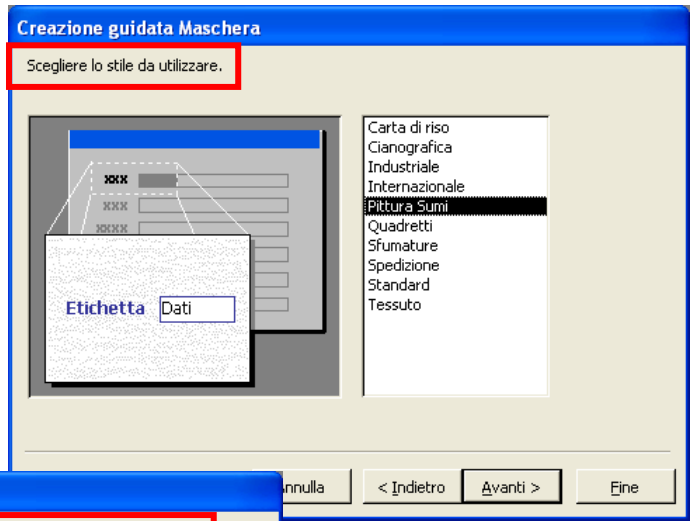 Creazione guidata Maschera
Scegliere lo stile da utilizzare.
xxx
xxx
xxxx
Etichetta Dati
Carta di riso
Cianografica
Industriale
Internazionale
Pittura Sumi
Quadretti
Sfumature
Spedizione
Standard
Tessuto
< Indietro
Avanti >
Fine